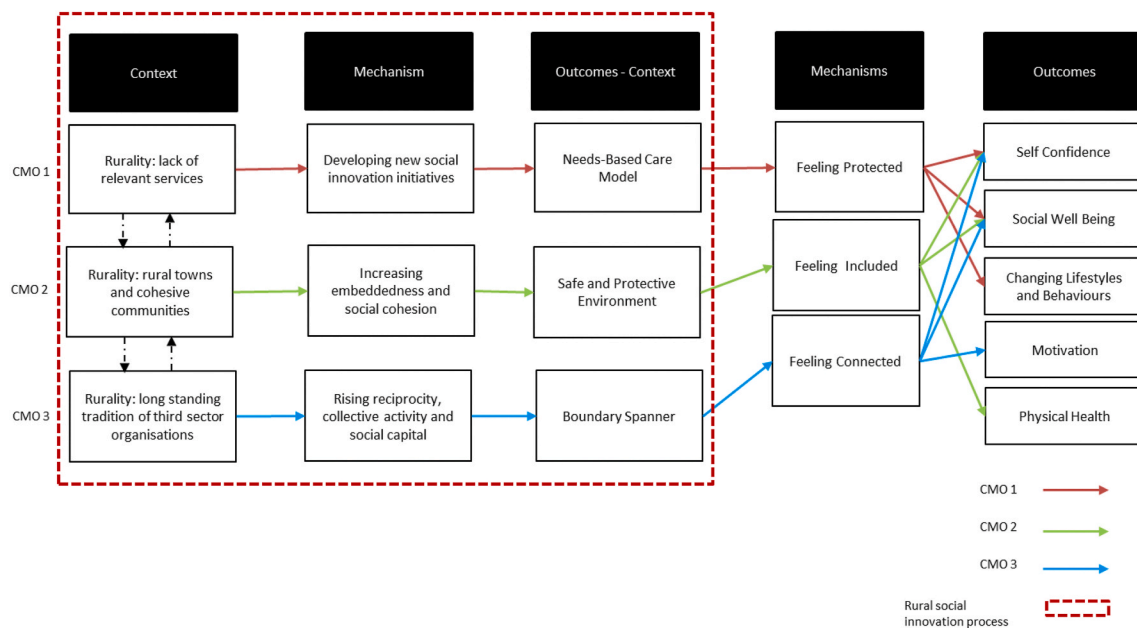 Context
Mechanism
Outcomes - Context
Mechanisms
Outcomes
CMO 1
Rurality: lack of
relevant services
Developing new social
innovation initiatives
Needs-Based Care
Model
Feeling Protected
Self Confidence
Social Well Being
CMO 2
Rurality: rural towns
and cohesive
communities
Increasing
embeddedness and
social cohesion
Safe and Protective
Environment
Feeling Included
Changing Lifestyles
and Behaviours
Feeling Connected
Motivation
CMO 3
Rurality: long standing
tradition of third sector
organisations
Rising reciprocity,
collective activity and
social capital
Boundary Spanner
Physical Health
CMO 1
CMO 2
CMO 3
Rural social
innovation process